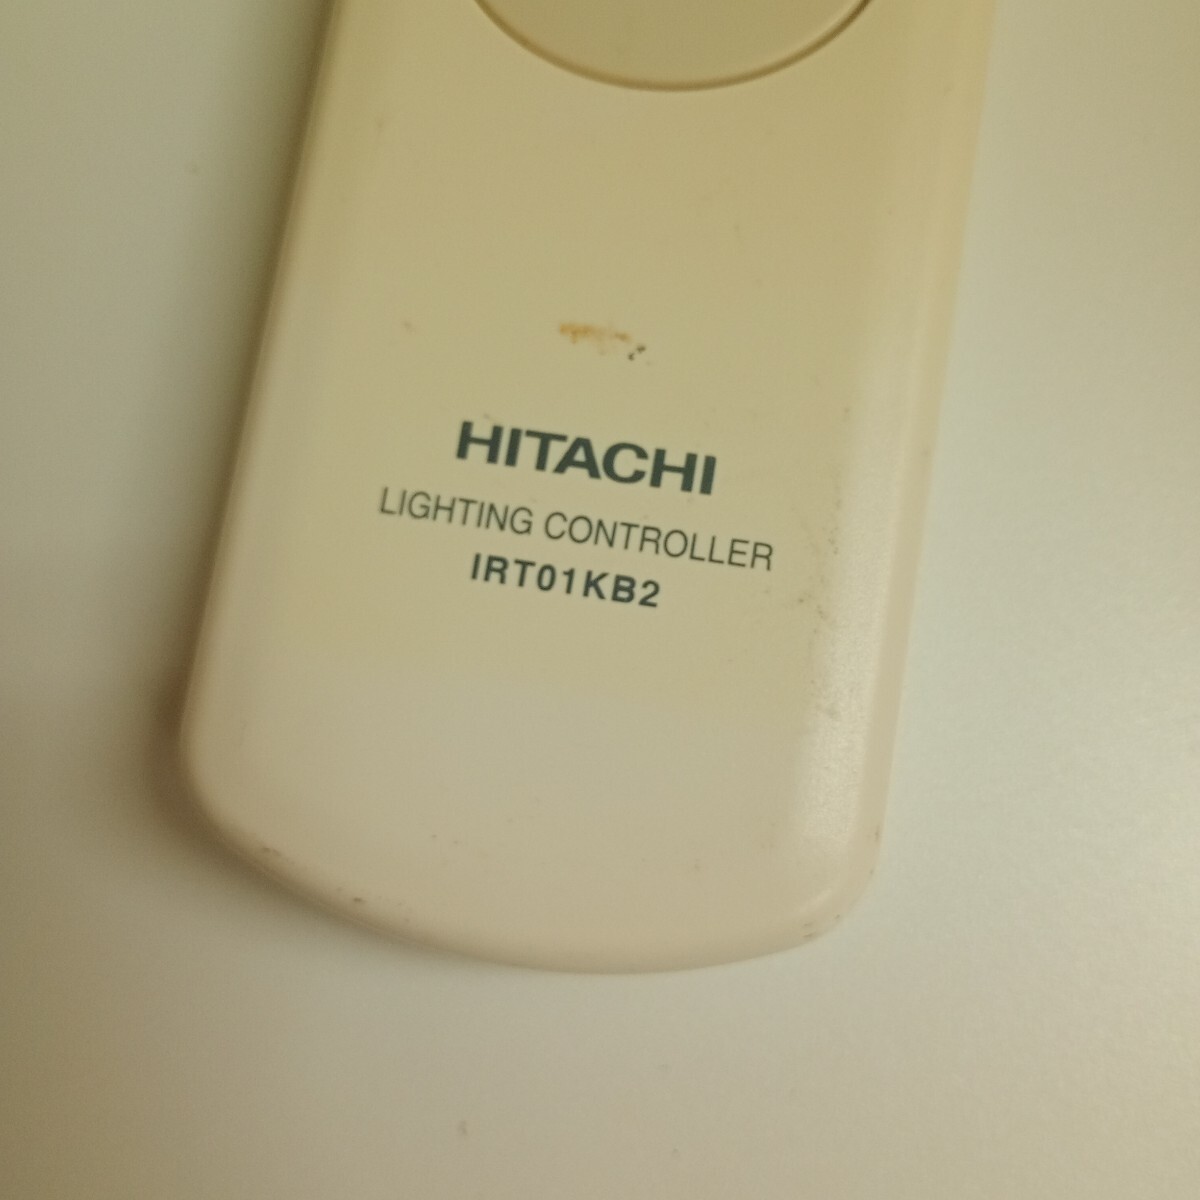 HITACHI
LIGHTING CONTROLLER
IRT01KB2